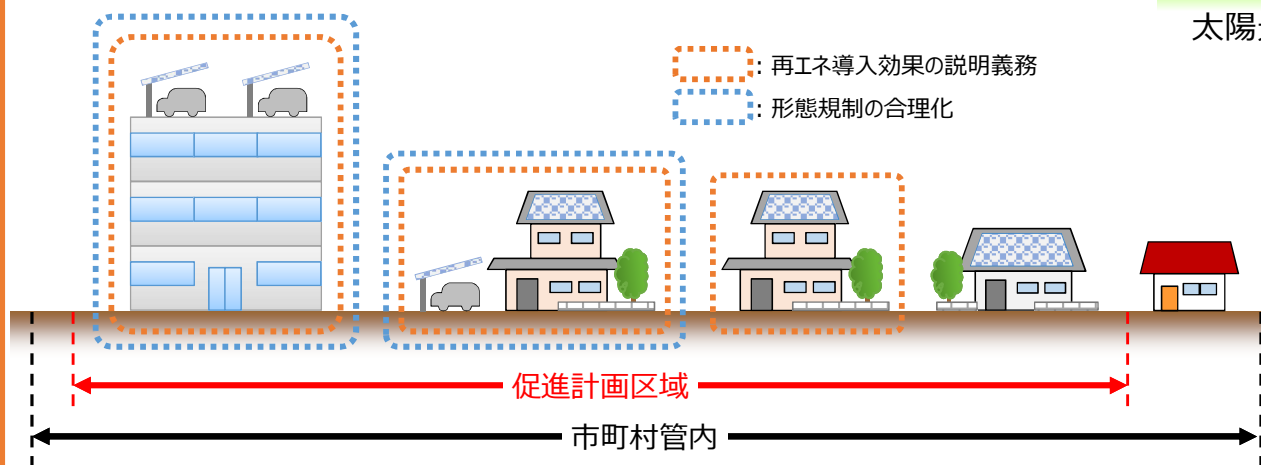 太陽
: 再エネ導入効果の説明義務
: 形態規制の合理化
促進計画区域
市町村管内